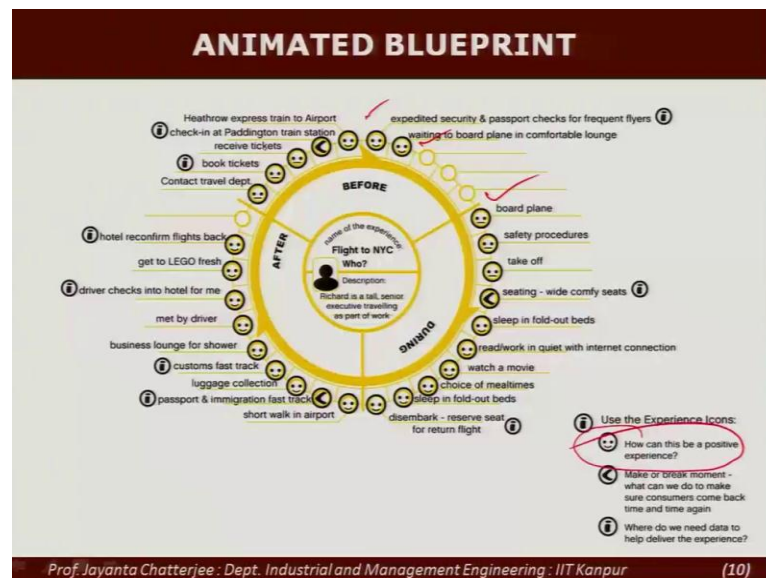 ANIMATED BLUEPRINT
Heathrow express train to Airport
check-in at Paddington train station
receive tickets
book tickets
Contact travel dept.
expedited security & passport checks for frequent flyers
waiting to board plane in comfortable lounge
board plane
safety procedures
take off
seating - wide comfy seats
sleep in fold-out beds
read/work in quiet with internet connection
watch a movie
choice of mealtimes
sleep in fold-out beds
disembark - reserve seat
for return flight
hotel reconfirm flights back
get to LEGO fresh
driver checks into hotel for me
met by driver
business lounge for shower
customs fast track
luggage collection
passport & immigration fast track
short walk in airport
BEFORE
AFTER
DURING
name of the experience:
Flight to NYC
Who?
Description:
Richard is a tall, senior
executive travelling
as part of work
Use the Experience Icons:
How can this be a positive
experience?
Make or break moment -
what can we do to make
sure consumers come back
time and time again
Where do we need data to
help deliver the experience?
Prof. Jayanta Chatterjee : Dept. Industrial and Management Engineering : IIT Kanpur (10)